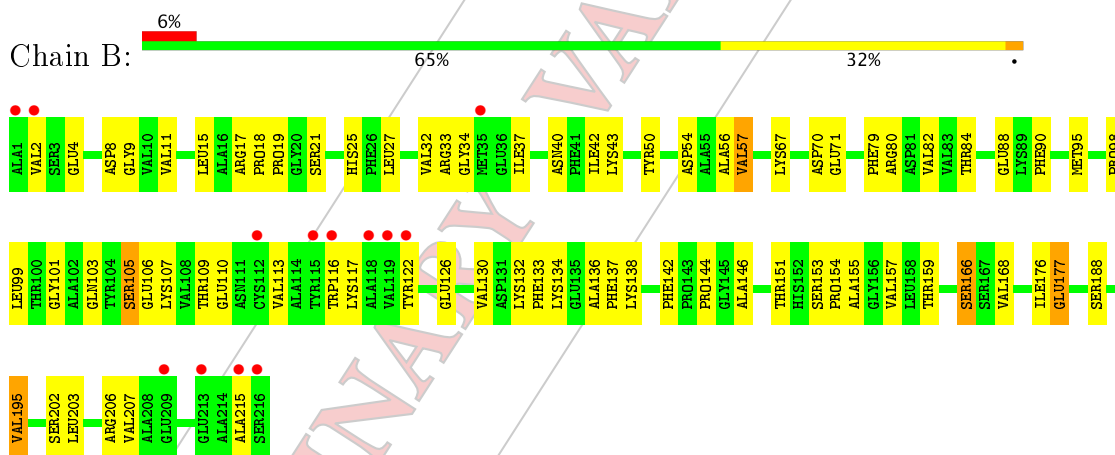 6%
Chain B:
65% 32% •
ALA1 VAL2 SER3 GLU4 ASP8 GLY9 VAL10 VAL11 LEU15 ALA16 ARG17 PRO18 PRO19 GLY20 SER21 HIS25 PHE26 LEU27 VAL32 ARG33 GLY34 MET35 GLU36 ILE37 ASN40 PHE41 ILE42 LYS43 TYR50 ASP54 ALA55 ALA56 VAL57 LYS67 ASP70 GLU71 PHE79 ARG80 ASP81 VAL82 VAL83 THR84 GLU88 LYS89 PHE90 MET95 PRO98
LEU99 THR100 GLY101 ALA102 GLN103 TYR104 SER105 GLU106 LYS107 VAL108 THR109 GLU110 ASN111 CYS112 VAL113 ALA114 TYR115 TRP116 LYS117 ALA118 VAL119 TYR122 GLU126 VAL130 ASP131 LYS132 PHE133 LYS134 GLU135 ALA136 PHE137 LYS138 PHE142 PRO143 PRO144 GLY145 ALA146 THR151 HIS152 SER153 PRO154 ALA155 GLY156 VAL157 LEU158 THR159 SER166 SER167 VAL168 ILE176 GLU177 SER188
VAL195 SER202 LEU203 ARG206 VAL207 ALA208 GLU209 GLU213 ALA214 ALA215 SER216